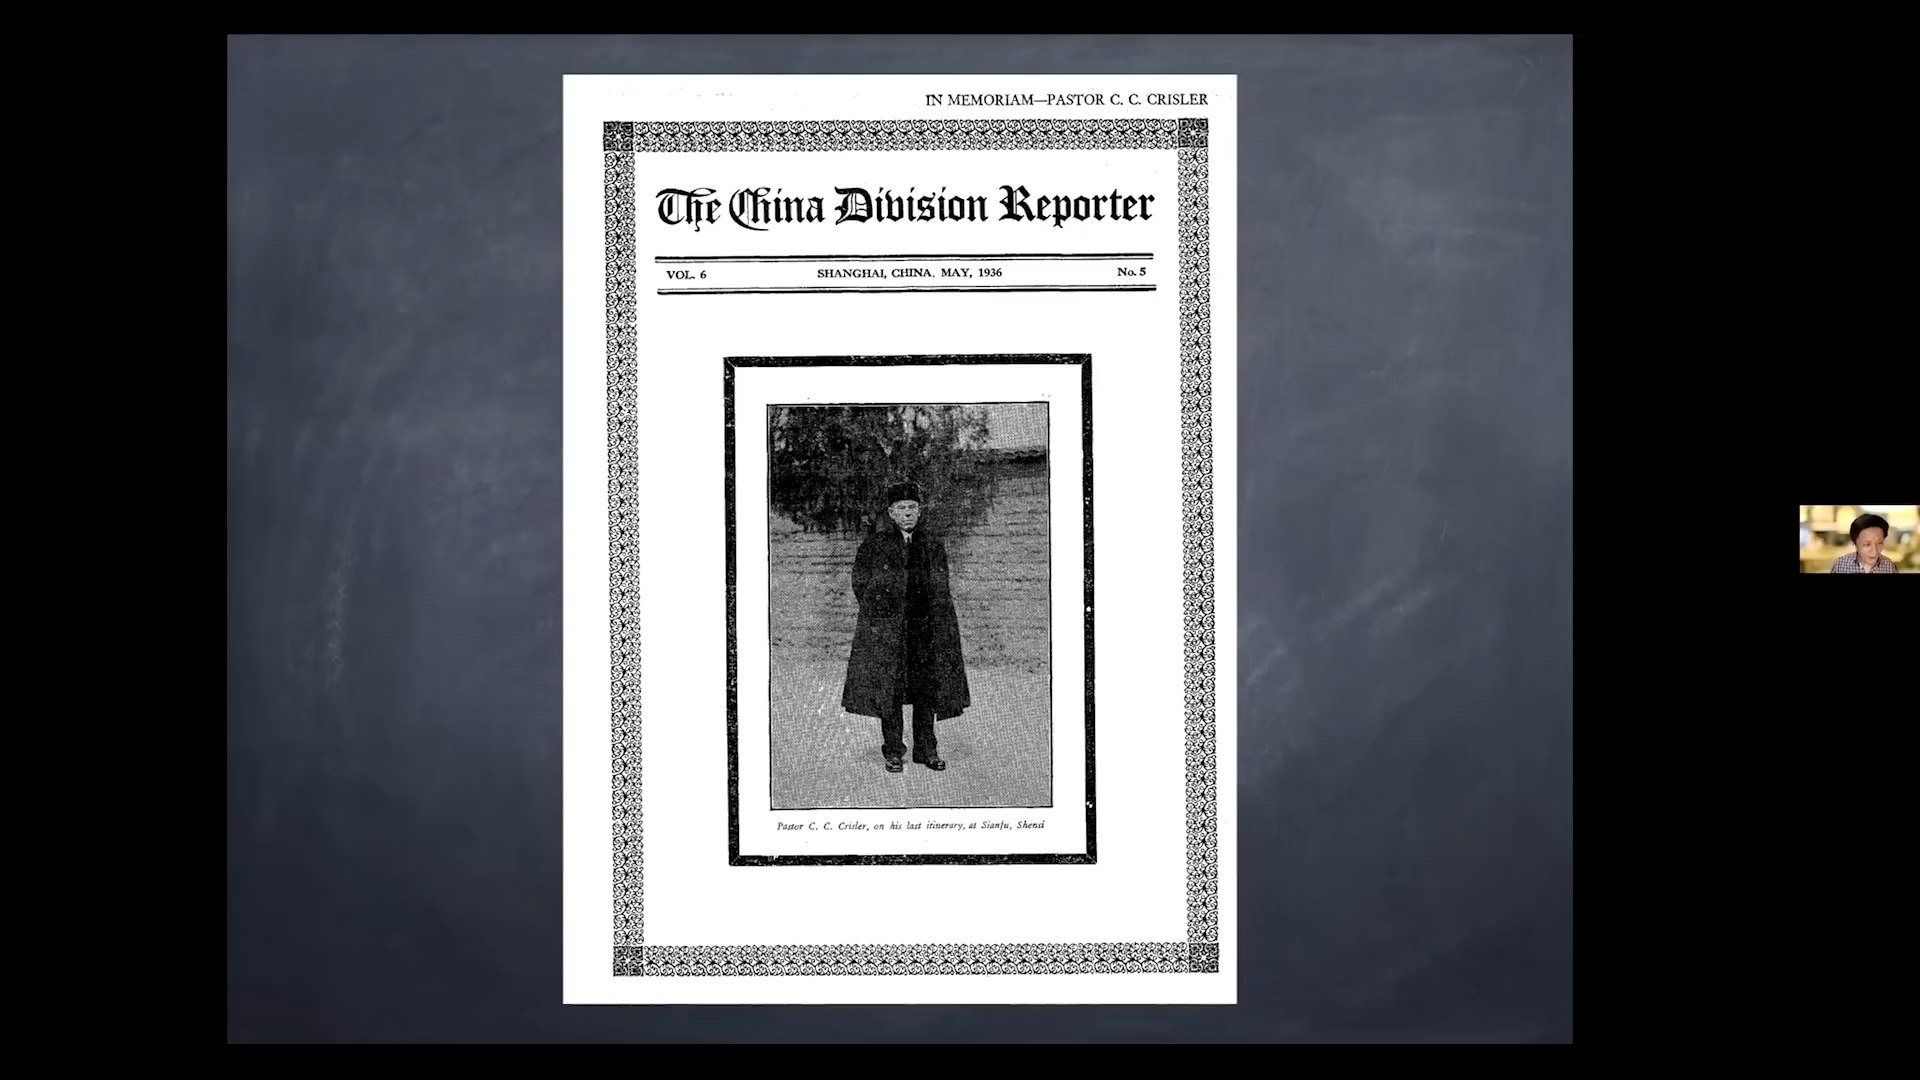 IN MEMORIAM—PASTOR C. C. CRISLER
The China Division Reporter
VOL. 6 SHANGHAI, CHINA, MAY, 1936 No. 5
Pastor C. C. Crisler, on his last itinerary, at Sianfu, Shensi